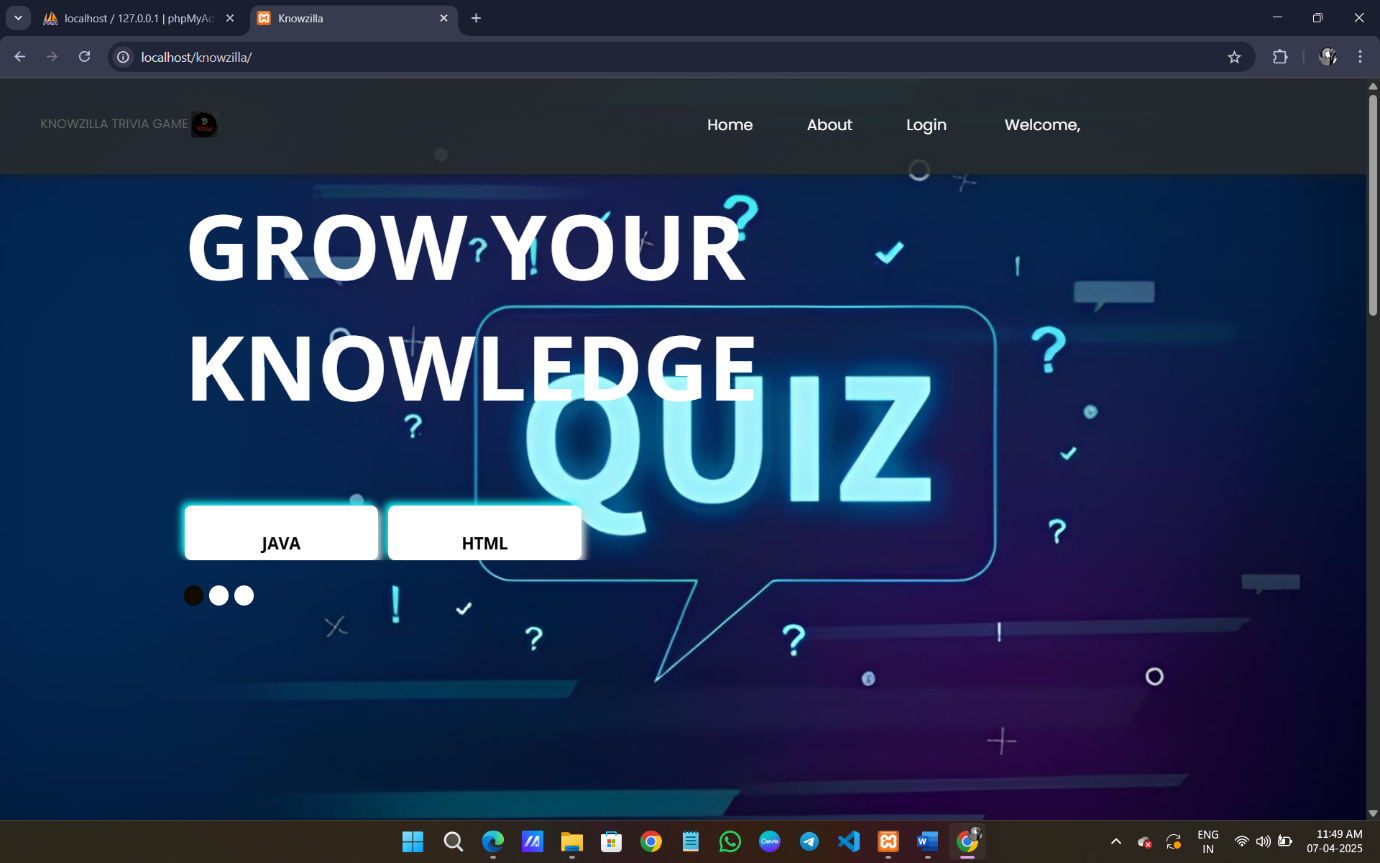 localhost / 127.0.0.1 | phpMyAd
Knowzilla
localhost/knowzilla/
KNOWZILLA TRIVIA GAME
Home
About
Login
Welcome,
GROW YOUR
KNOWLEDGE
QUIZ
JAVA
HTML
ENG
IN
11:49 AM
07-04-2025